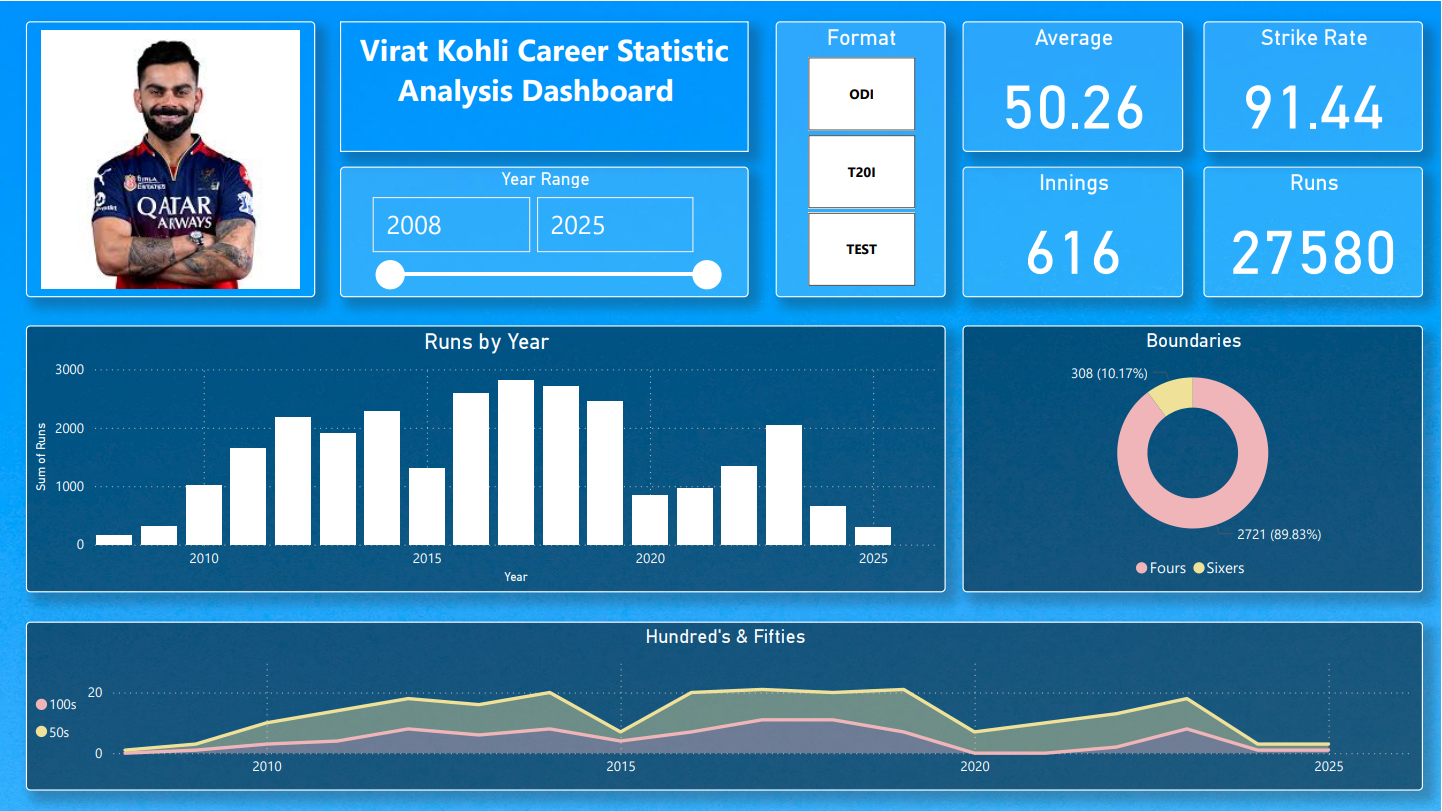 BIRLA
ESTATES
QATAR
AIRWAYS
Virat Kohli Career Statistic
Analysis Dashboard
Year Range
2008
2025
Format
ODI
T20I
TEST
Average
50.26
Strike Rate
91.44
Innings
616
Runs
27580
Runs by Year
Sum of Runs
3000
2000
1000
0
2010
2015
2020
2025
Year
Boundaries
308 (10.17%)
2721 (89.83%)
Fours
Sixers
Hundred's & Fifties
100s
50s
20
0
2010
2015
2020
2025